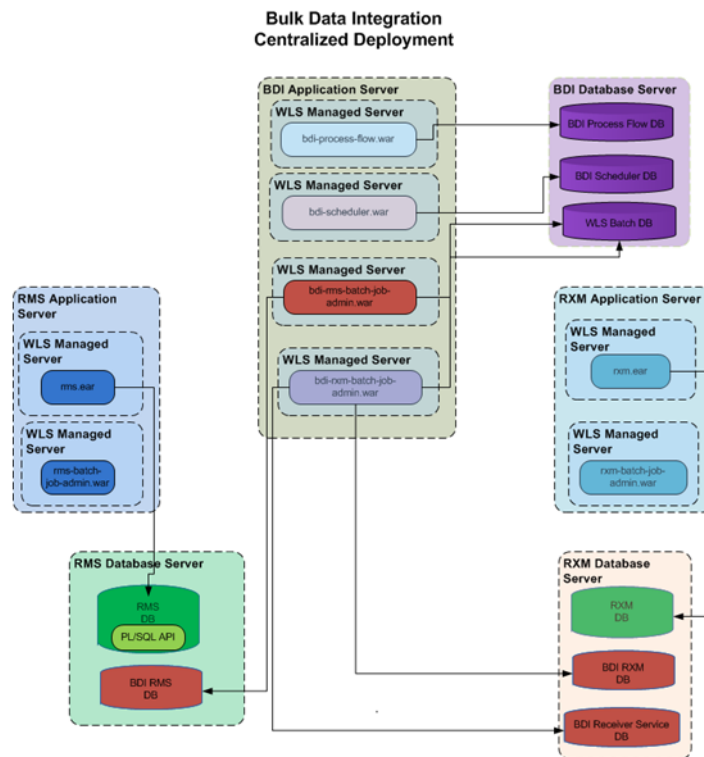 Bulk Data Integration
Centralized Deployment
BDI Application Server
WLS Managed Server
bdi-process-flow.war
WLS Managed Server
bdi-scheduler.war
WLS Managed Server
bdi-rms-batch-job-
admin.war
WLS Managed Server
bdi-rxm-batch-job-
admin.war
BDI Database Server
BDI Process Flow DB
BDI Scheduler DB
WLS Batch DB
RMS Application
Server
WLS Managed
Server
rms.ear
WLS Managed
Server
rms-batch-
job-admin.war
RXM Application Server
WLS Managed
Server
rxm.ear
WLS Managed
Server
rxm-batch-job-
admin.war
RMS Database Server
RMS
DB
PL/SQL API
BDI RMS
DB
RXM Database
Server
RXM
DB
BDI RXM
DB
BDI Receiver Service
DB